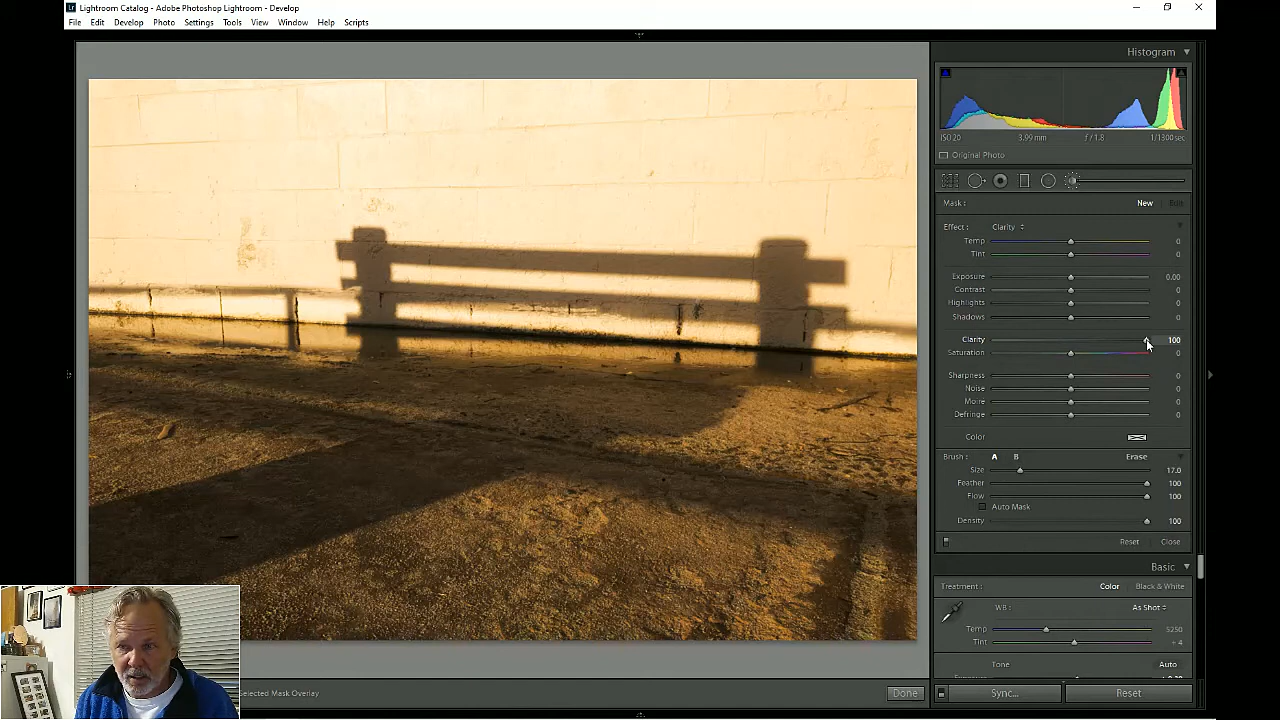 Lightroom Catalog - Adobe Photoshop Lightroom - Develop
File Edit Develop Photo Settings Tools View Window Help Scripts
Histogram
ISO 20 3.99 mm f / 1.8 1/1300 sec
Original Photo
Mask : New Edit
Effect : Clarity
Temp 0
Tint 0
Exposure 0.00
Contrast 0
Highlights 0
Shadows 0
Clarity 100
Saturation 0
Sharpness 0
Noise 0
Moire 0
Defringe 0
Color
Brush : A B Erase
Size 17.0
Feather 100
Flow 100
Auto Mask
Density 100
Reset Close
Basic
Treatment : Color Black & White
WB : As Shot
Temp 5250
Tint + 4
Tone Auto
Selected Mask Overlay
Done
Sync... Reset